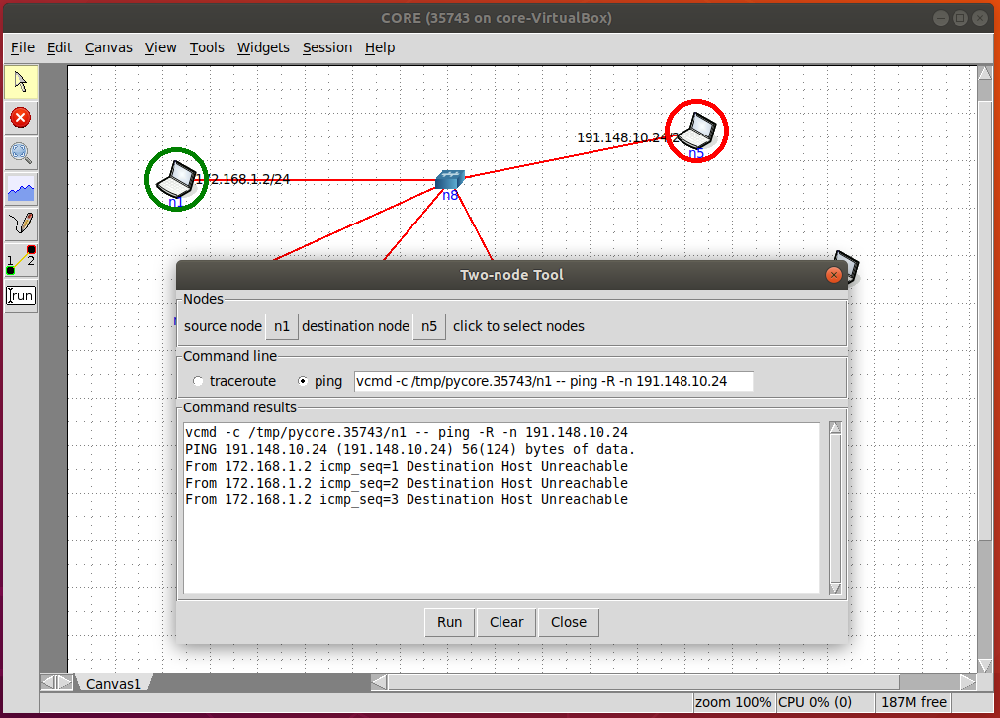 CORE (35743 on core-VirtualBox)
File Edit Canvas View Tools Widgets Session Help
191.148.10.24/2
n5
172.168.1.2/24
n1
n8
1 2
run
Two-node Tool
Nodes
source node n1 destination node n5 click to select nodes
Command line
traceroute ping vcmd -c /tmp/pycore.35743/n1 -- ping -R -n 191.148.10.24
Command results
vcmd -c /tmp/pycore.35743/n1 -- ping -R -n 191.148.10.24
PING 191.148.10.24 (191.148.10.24) 56(124) bytes of data.
From 172.168.1.2 icmp_seq=1 Destination Host Unreachable
From 172.168.1.2 icmp_seq=2 Destination Host Unreachable
From 172.168.1.2 icmp_seq=3 Destination Host Unreachable
Run Clear Close
Canvas1
zoom 100% CPU 0% (0) 187M free